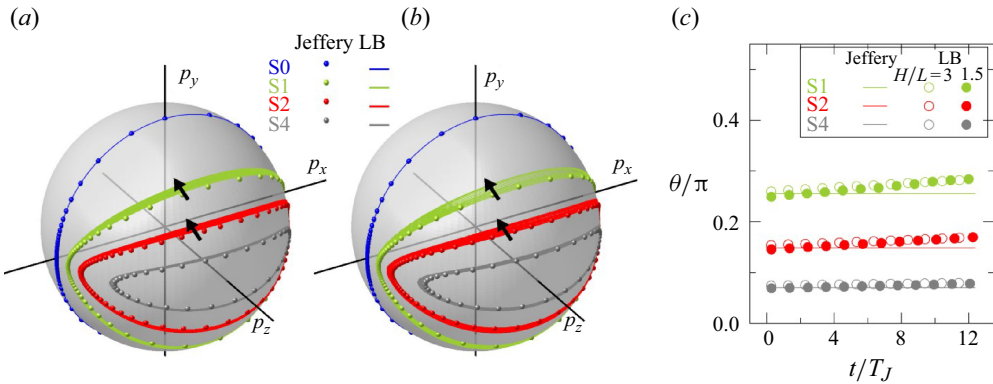 (a)
Jeffery LB
S0
S1
S2
S4
p_y
p_x
p_z
(b)
p_y
p_x
p_z
(c)
Jeffery LB
H/L=3 1.5
S1
S2
S4
θ/π
0.4
0.2
0
0 4 8 12
t/T_J